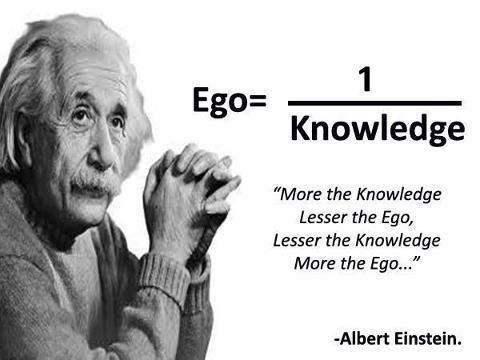 Ego=
1
Knowledge
“More the Knowledge
Lesser the Ego,
Lesser the Knowledge
More the Ego...”
-Albert Einstein.